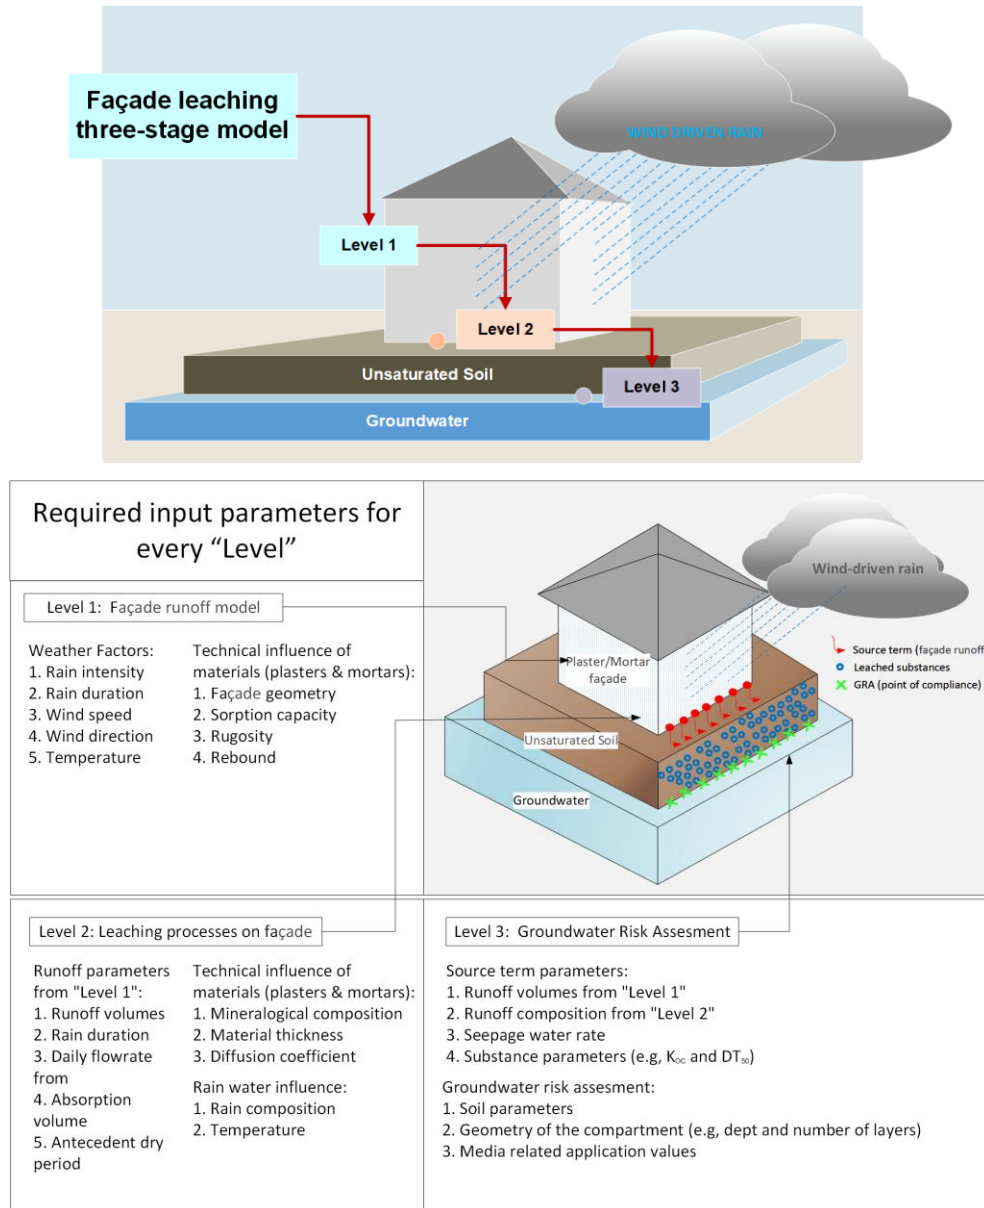 Façade leaching
three-stage model
WIND DRIVEN RAIN
Level 1
Level 2
Unsaturated Soil
Level 3
Groundwater
Required input parameters for
every “Level”
Level 1: Façade runoff model
Weather Factors:
1. Rain intensity
2. Rain duration
3. Wind speed
4. Wind direction
5. Temperature
Technical influence of
materials (plasters & mortars):
1. Façade geometry
2. Sorption capacity
3. Rugosity
4. Rebound
Wind-driven rain
Source term (façade runoff
Leached substances
GRA (point of compliance)
Plaster/Mortar
façade
Unsaturated Soil
Groundwater
Level 2: Leaching processes on façade
Runoff parameters
from "Level 1":
1. Runoff volumes
2. Rain duration
3. Daily flowrate
from
4. Absorption
volume
5. Antecedent dry
period
Technical influence of
materials (plasters & mortars):
1. Mineralogical composition
2. Material thickness
3. Diffusion coefficient
Rain water influence:
1. Rain composition
2. Temperature
Level 3: Groundwater Risk Assesment
Source term parameters:
1. Runoff volumes from "Level 1"
2. Runoff composition from "Level 2"
3. Seepage water rate
4. Substance parameters (e.g, K₀c and DT₅₀)
Groundwater risk assesment:
1. Soil parameters
2. Geometry of the compartment (e.g, dept and number of layers)
3. Media related application values